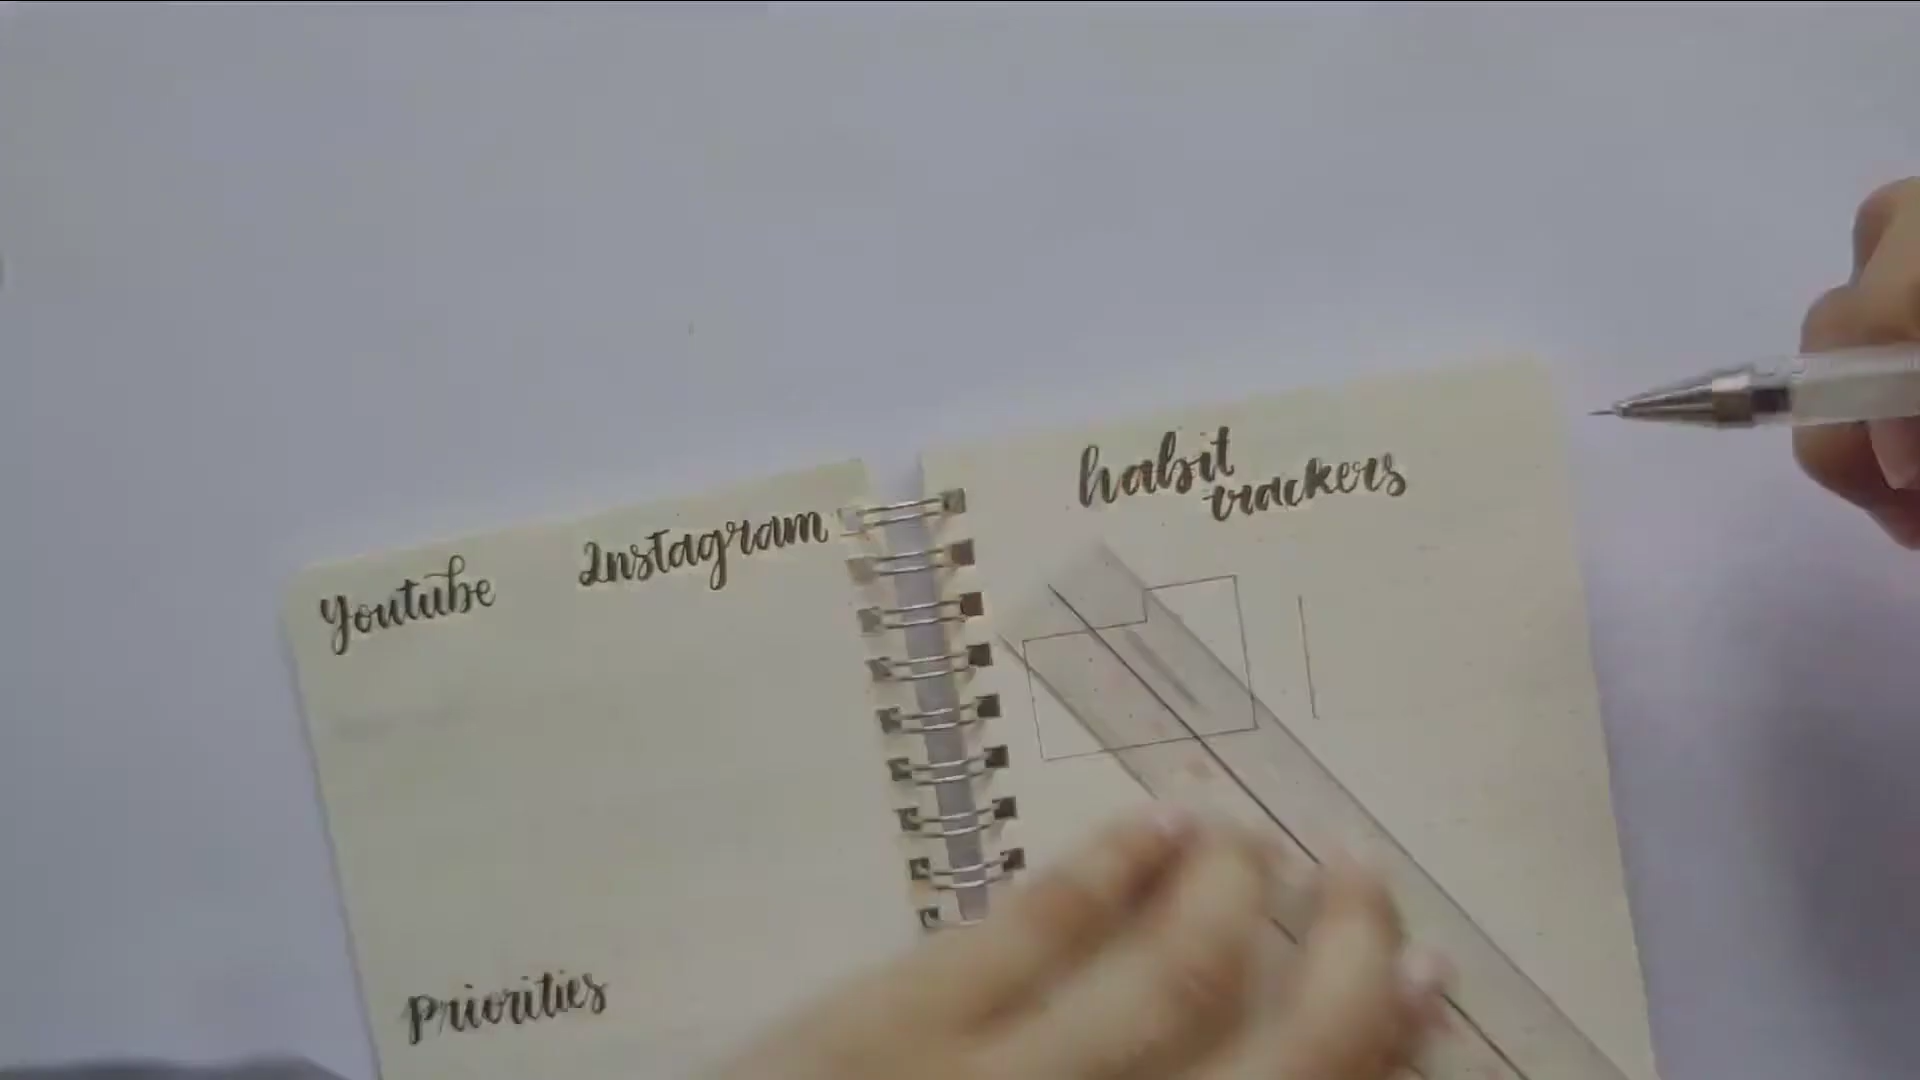 Youtube
Instagram
Priorities
habit
trackers